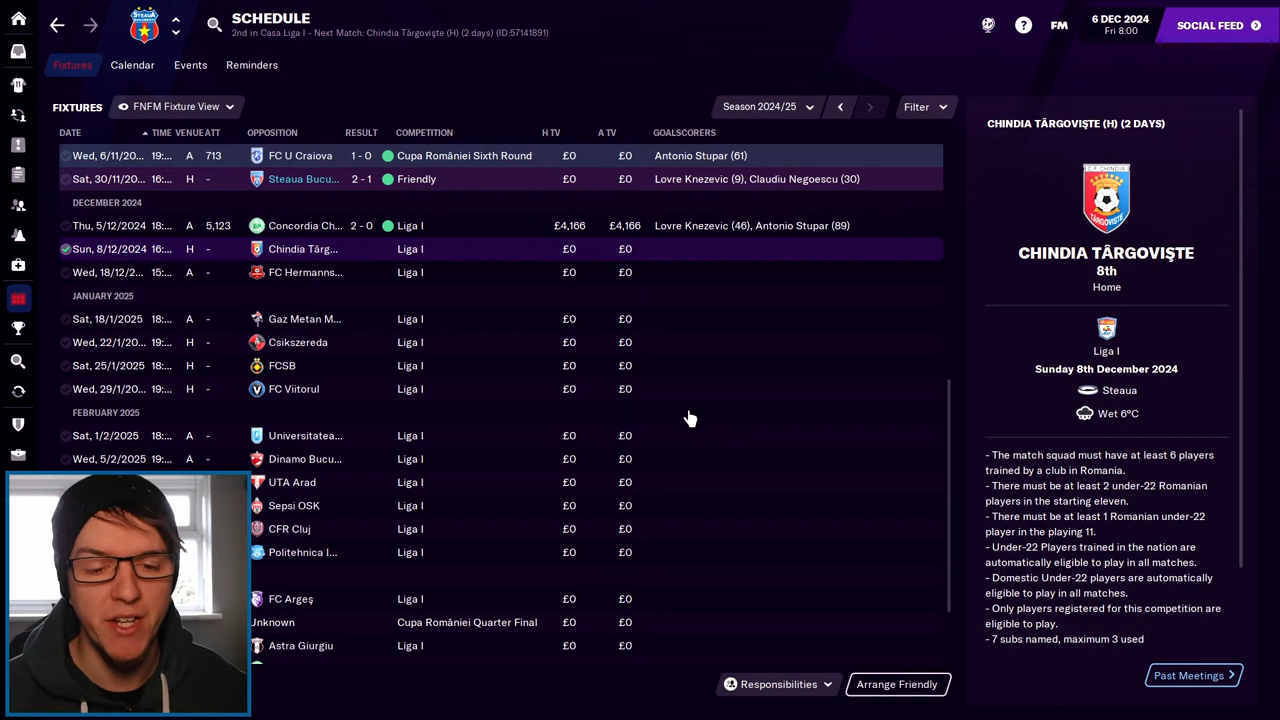 SCHEDULE
2nd in Casa Liga I - Next Match: Chindia Târgoviște (H) (2 days) (ID:57141891)
FM
6 DEC 2024
Fri 8:00
SOCIAL FEED
Fixtures Calendar Events Reminders
FIXTURES FNFM Fixture View Season 2024/25 Filter
DATE TIME VENUE ATT OPPOSITION RESULT COMPETITION H TV A TV GOALSCORERS
Wed, 6/11/20... 19:... A 713 FC U Craiova 1 - 0 Cupa României Sixth Round £0 £0 Antonio Stupar (61)
Sat, 30/11/20... 16:... H - Steaua Bucu... 2 - 1 Friendly £0 £0 Lovre Knezevic (9), Claudiu Negoescu (30)
DECEMBER 2024
Thu, 5/12/2024 18:... A 5,123 Concordia Ch... 2 - 0 Liga I £4,166 £4,166 Lovre Knezevic (46), Antonio Stupar (89)
Sun, 8/12/2024 16:... H - Chindia Târg... Liga I £0 £0
Wed, 18/12/2... 15:... A - FC Hermanns... Liga I £0 £0
JANUARY 2025
Sat, 18/1/2025 18:... A - Gaz Metan M... Liga I £0 £0
Wed, 22/1/20... 19:... H - Csikszereda Liga I £0 £0
Sat, 25/1/2025 18:... H - FCSB Liga I £0 £0
Wed, 29/1/20... 19:... H - FC Viitorul Liga I £0 £0
FEBRUARY 2025
Sat, 1/2/2025 18:... A - Universitatea... Liga I £0 £0
Wed, 5/2/2025 19:... A - Dinamo Bucu... Liga I £0 £0
UTA Arad Liga I £0 £0
Sepsi OSK Liga I £0 £0
CFR Cluj Liga I £0 £0
Politehnica I... Liga I £0 £0
FC Argeș Liga I £0 £0
Unknown Cupa României Quarter Final £0 £0
Astra Giurgiu Liga I £0 £0
Responsibilities Arrange Friendly
CHINDIA TÂRGOVIȘTE (H) (2 DAYS)
CHINDIA TÂRGOVIȘTE
8th
Home
Liga I
Sunday 8th December 2024
Steaua
Wet 6°C
- The match squad must have at least 6 players
trained by a club in Romania.
- There must be at least 2 under-22 Romanian
players in the starting eleven.
- There must be at least 1 Romanian under-22
player in the playing 11.
- Under-22 Players trained in the nation are
automatically eligible to play in all matches.
- Domestic Under-22 players are automatically
eligible to play in all matches.
- Only players registered for this competition are
eligible to play.
- 7 subs named, maximum 3 used
Past Meetings